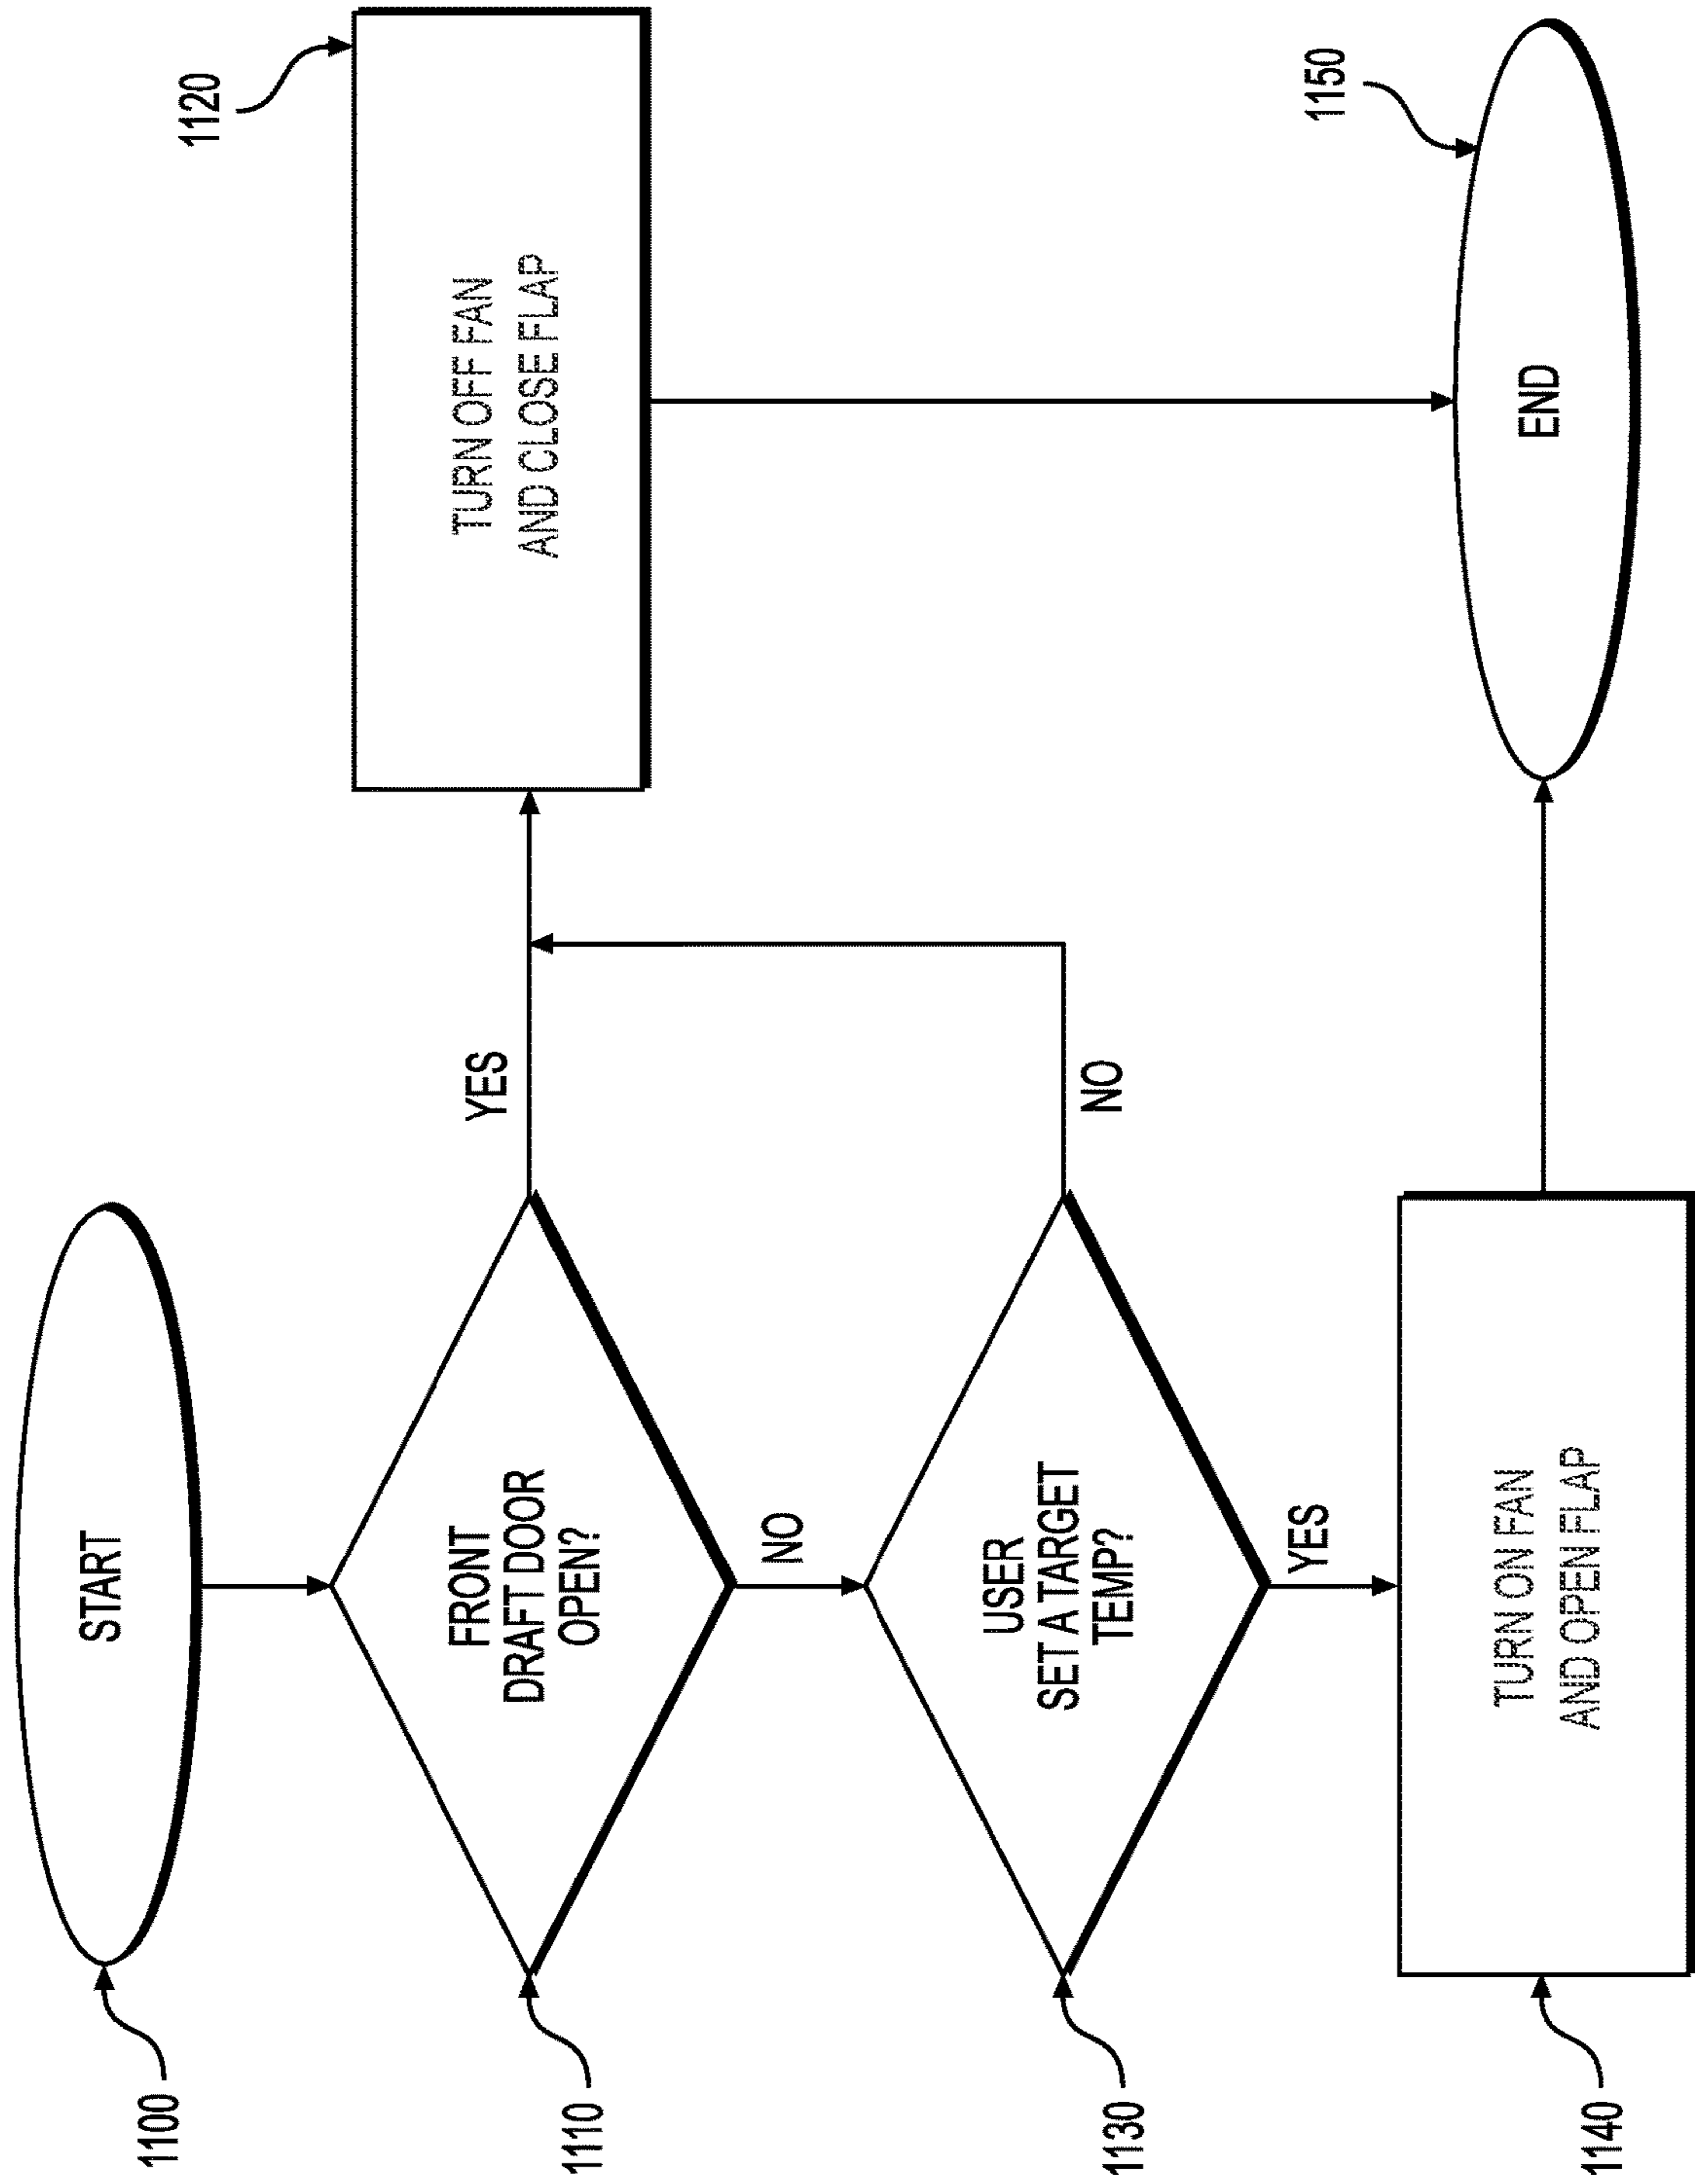 1100
START
1110
FRONT
DRAFT DOOR
OPEN?
YES
1120
TURN OFF FAN
AND CLOSE FLAP
NO
1130
USER
SET A TARGET
TEMP?
NO
YES
1140
TURN ON FAN
AND OPEN FLAP
1150
END